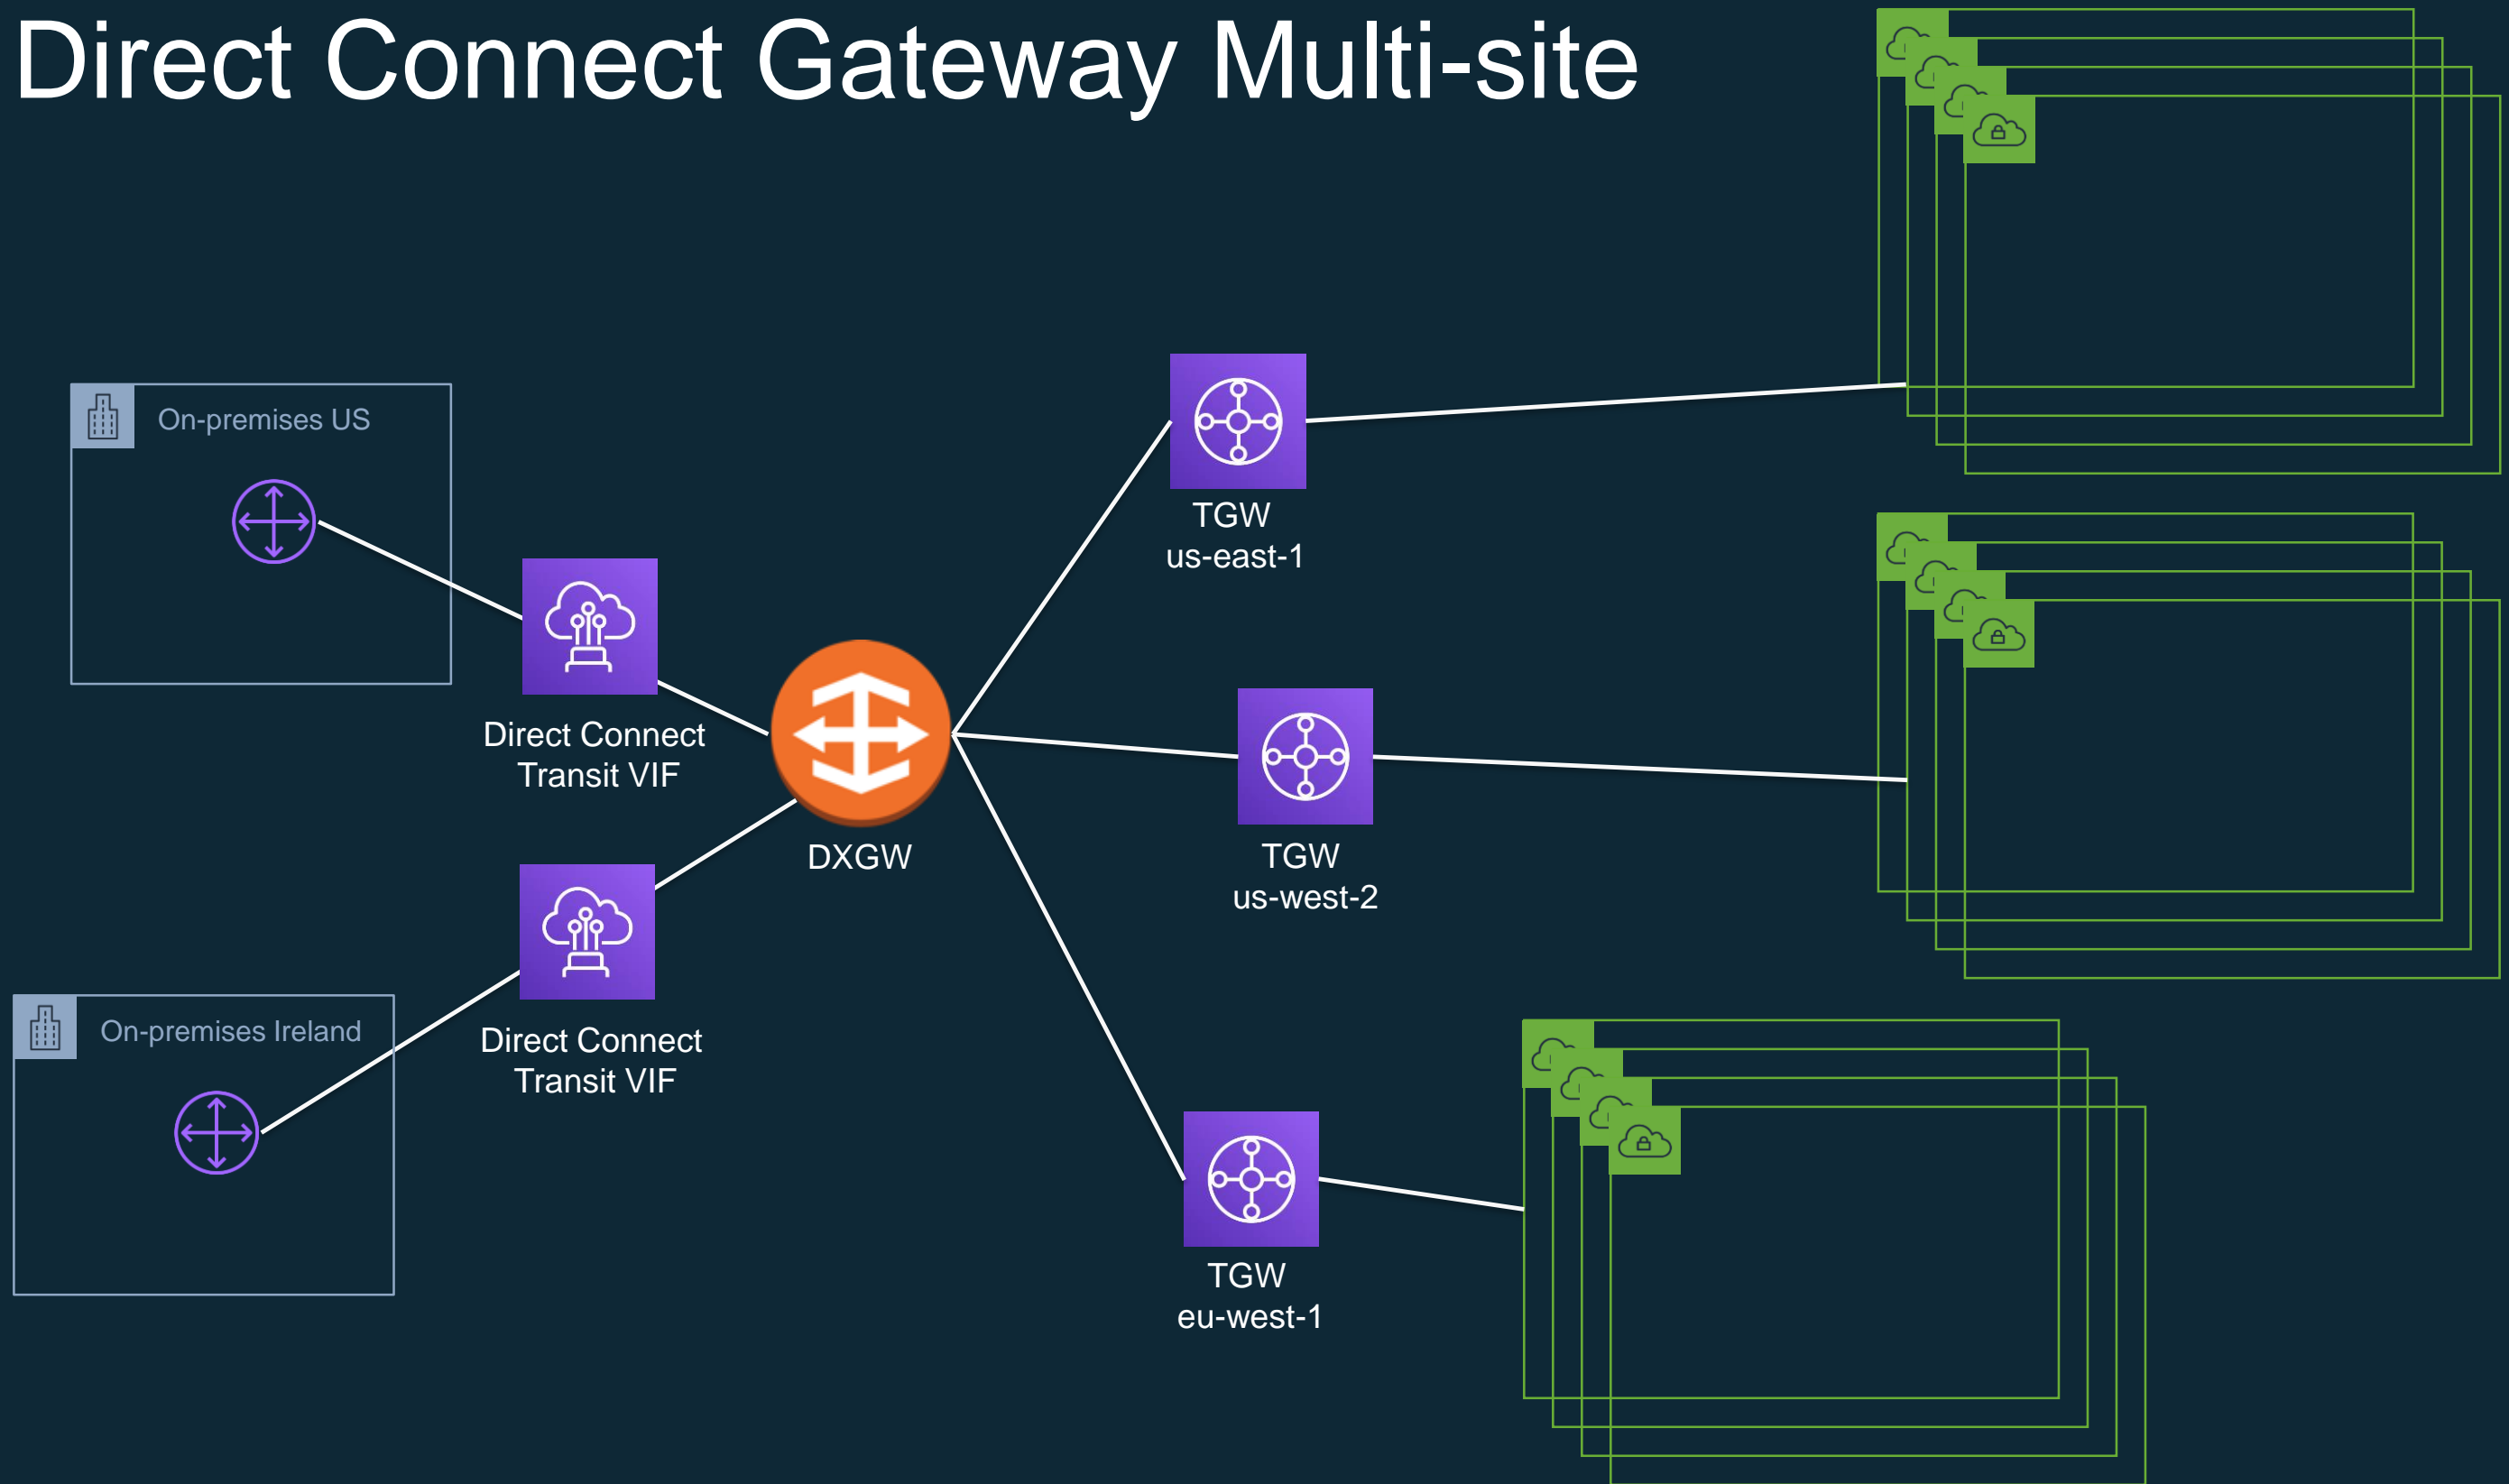 Direct Connect Gateway Multi-site
On-premises US
TGW
us-east-1
Direct Connect
Transit VIF
DXGW
TGW
us-west-2
On-premises Ireland
Direct Connect
Transit VIF
TGW
eu-west-1